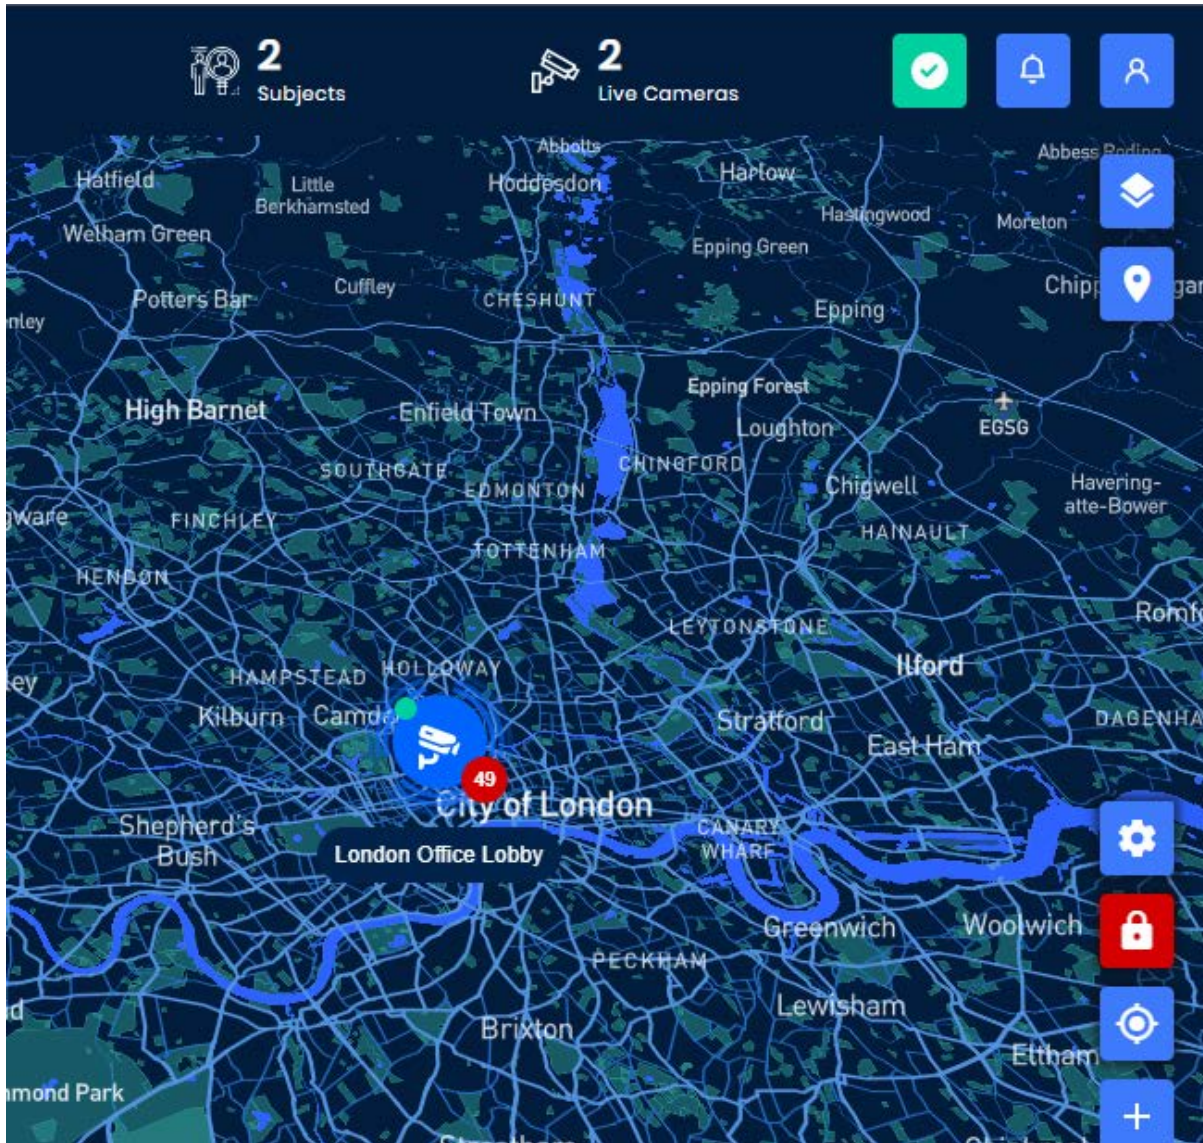 2
Subjects
2
Live Cameras
Abbotts
Hatfield
Little
Berkhamsted
Hoddesdon
Harlow
Abbess Roding
Hastingwood
Moreton
Welham Green
Epping Green
Potters Bar
Cuffley
CHESHUNT
Epping
Epping Forest
High Barnet
Enfield Town
Loughton
EGSG
SOUTHGATE
EDMONTON
CHINGFORD
Chigwell
Havering-
atte-Bower
FINCHLEY
HAINAULT
TOTTENHAM
HENDON
LEYTONSTONE
HOLLOWAY
HAMPSTEAD
Ilford
Kilburn
Stratford
East Ham
49
City of London
Shepherd's
Bush
CANARY
WHARF
London Office Lobby
Greenwich
Woolwich
PECKHAM
Lewisham
Brixton
Eltham